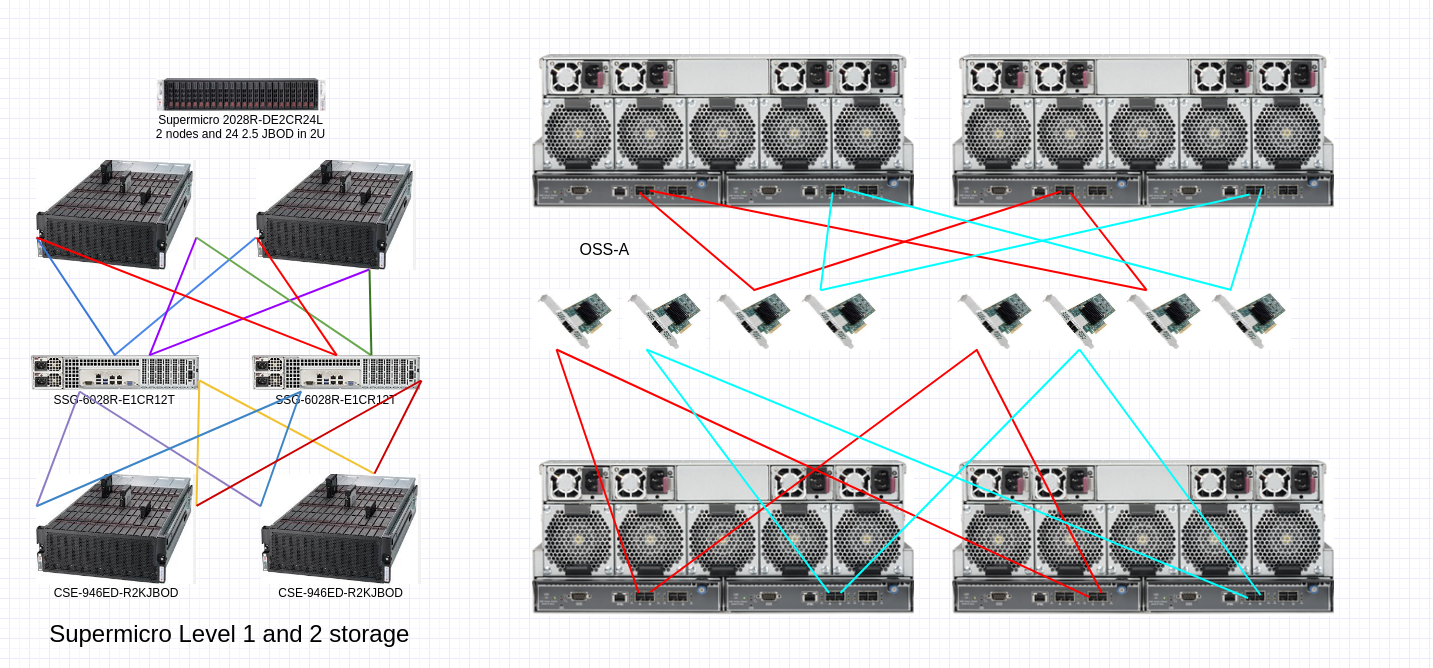 Supermicro 2028R-DE2CR24L
2 nodes and 24 2.5 JBOD in 2U
OSS-A
SSG-6028R-E1CR12T
SSG-6028R-E1CR12T
CSE-946ED-R2KJBOD
CSE-946ED-R2KJBOD
Supermicro Level 1 and 2 storage